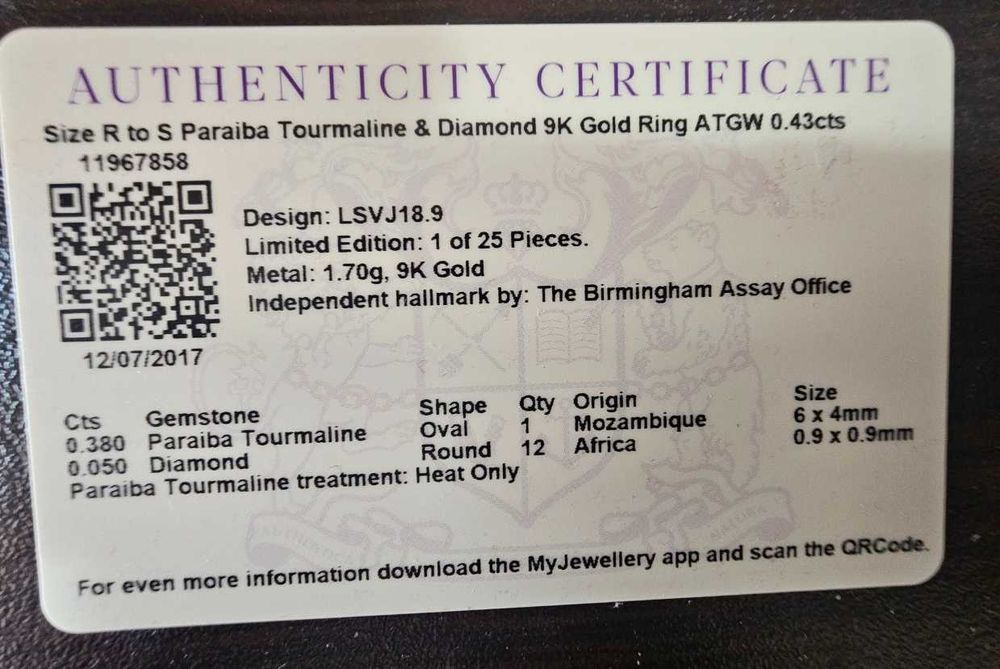 AUTHENTICITY CERTIFICATE
Size R to S Paraiba Tourmaline & Diamond 9K Gold Ring ATGW 0.43cts
11967858
Design: LSVJ18.9
Limited Edition: 1 of 25 Pieces.
Metal: 1.70g, 9K Gold
Independent hallmark by: The Birmingham Assay Office
12/07/2017
Cts Gemstone Shape Qty Origin Size
0.380 Paraiba Tourmaline Oval 1 Mozambique 6 x 4mm
0.050 Diamond Round 12 Africa 0.9 x 0.9mm
Paraiba Tourmaline treatment: Heat Only
For even more information download the MyJewellery app and scan the QRCode.